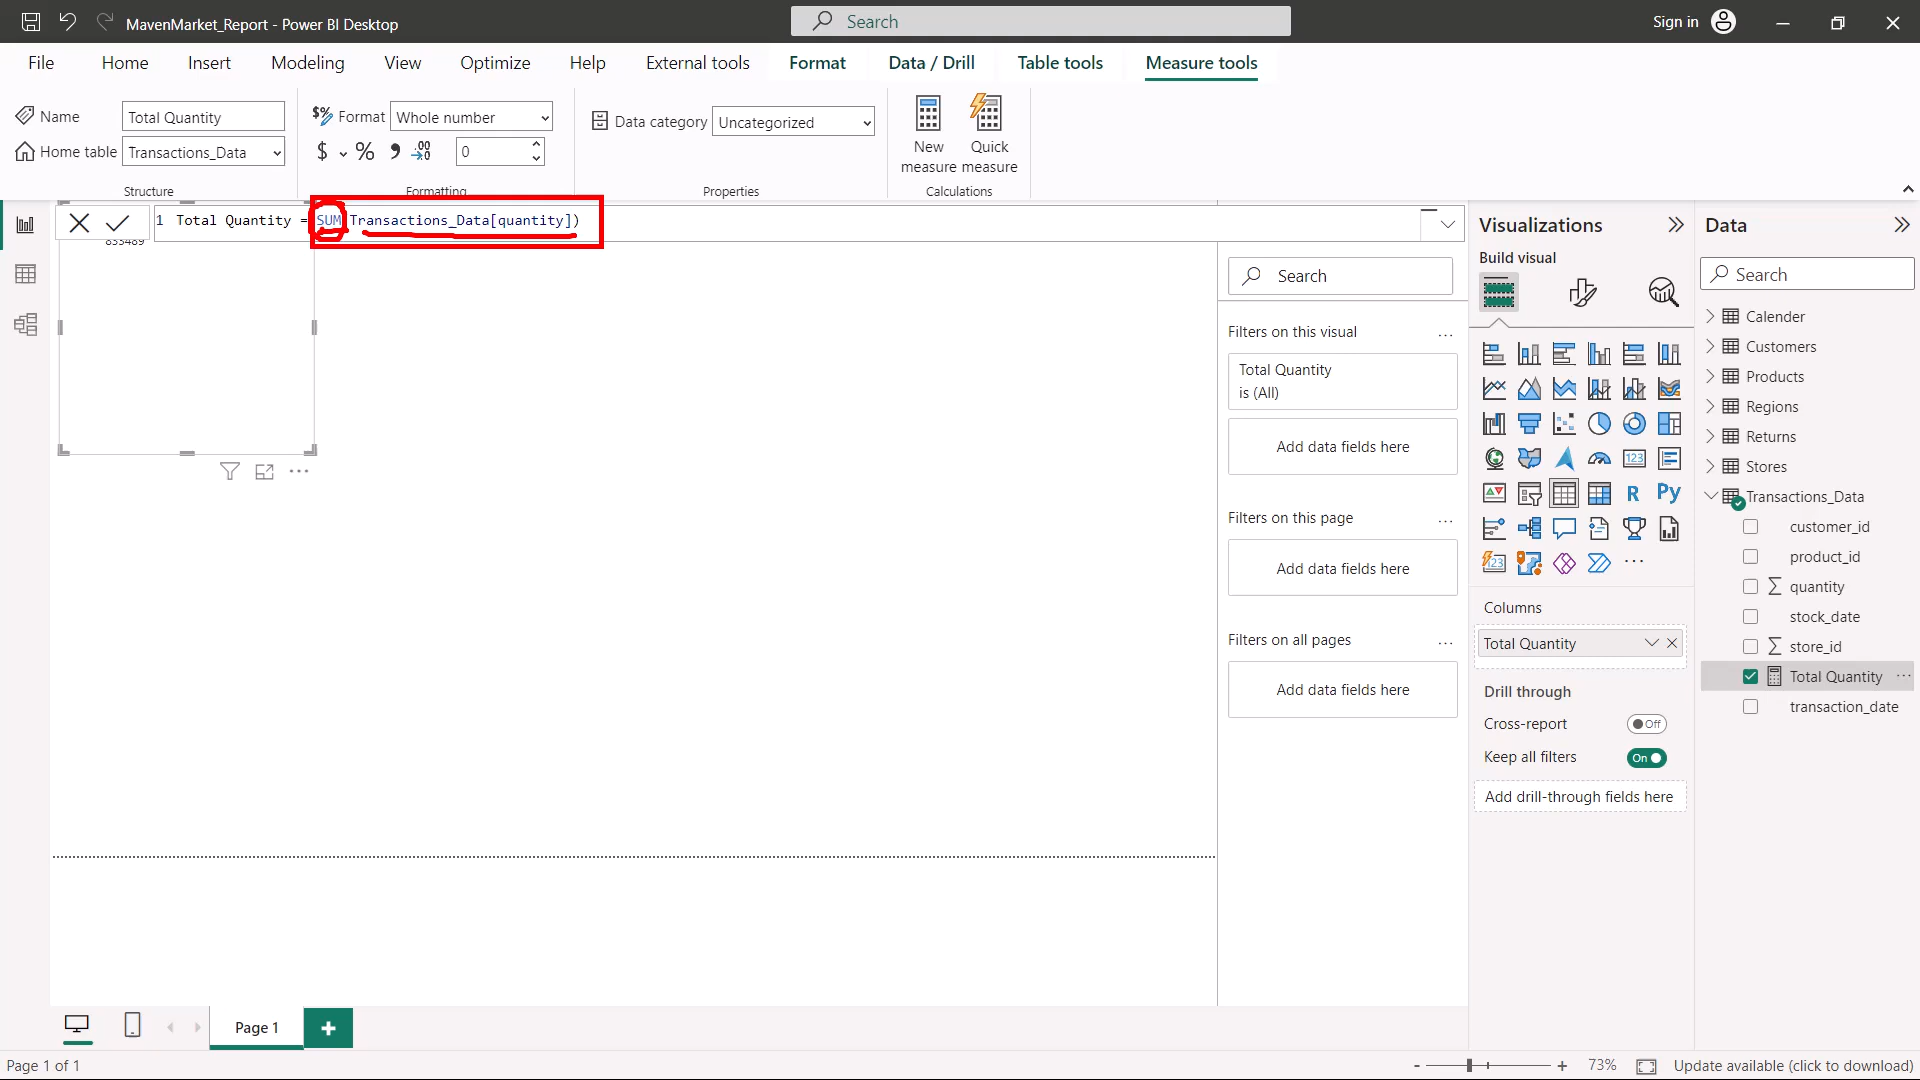 MavenMarket_Report - Power BI Desktop
Search
Sign in
File Home Insert Modeling View Optimize Help External tools Format Data / Drill Table tools Measure tools
Name Total Quantity
Home table Transactions_Data
Structure
$% Format Whole number
$ % , .00 0
Formatting
Data category Uncategorized
Properties
New measure
Quick measure
Calculations
1 Total Quantity = SUM Transactions_Data[quantity])
833489
Search
Filters on this visual ...
Total Quantity
is (All)
Add data fields here
Filters on this page ...
Add data fields here
Filters on all pages ...
Add data fields here
Visualizations
Build visual
123
R
Py
123
...
Columns
Total Quantity
Drill through
Cross-report Off
Keep all filters On
Add drill-through fields here
Data
Search
Calender
Customers
Products
Regions
Returns
Stores
Transactions_Data
customer_id
product_id
∑ quantity
stock_date
∑ store_id
Total Quantity ...
transaction_date
Page 1
+
Page 1 of 1
- + 73%
Update available (click to download)